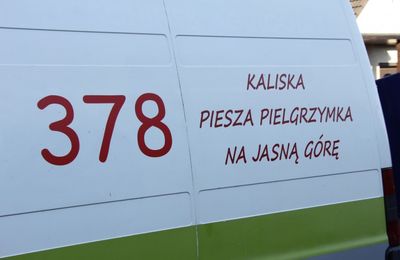 378
KALISKA
PIESZA PIELGRZYMKA
NA JASNĄ GÓRĘ